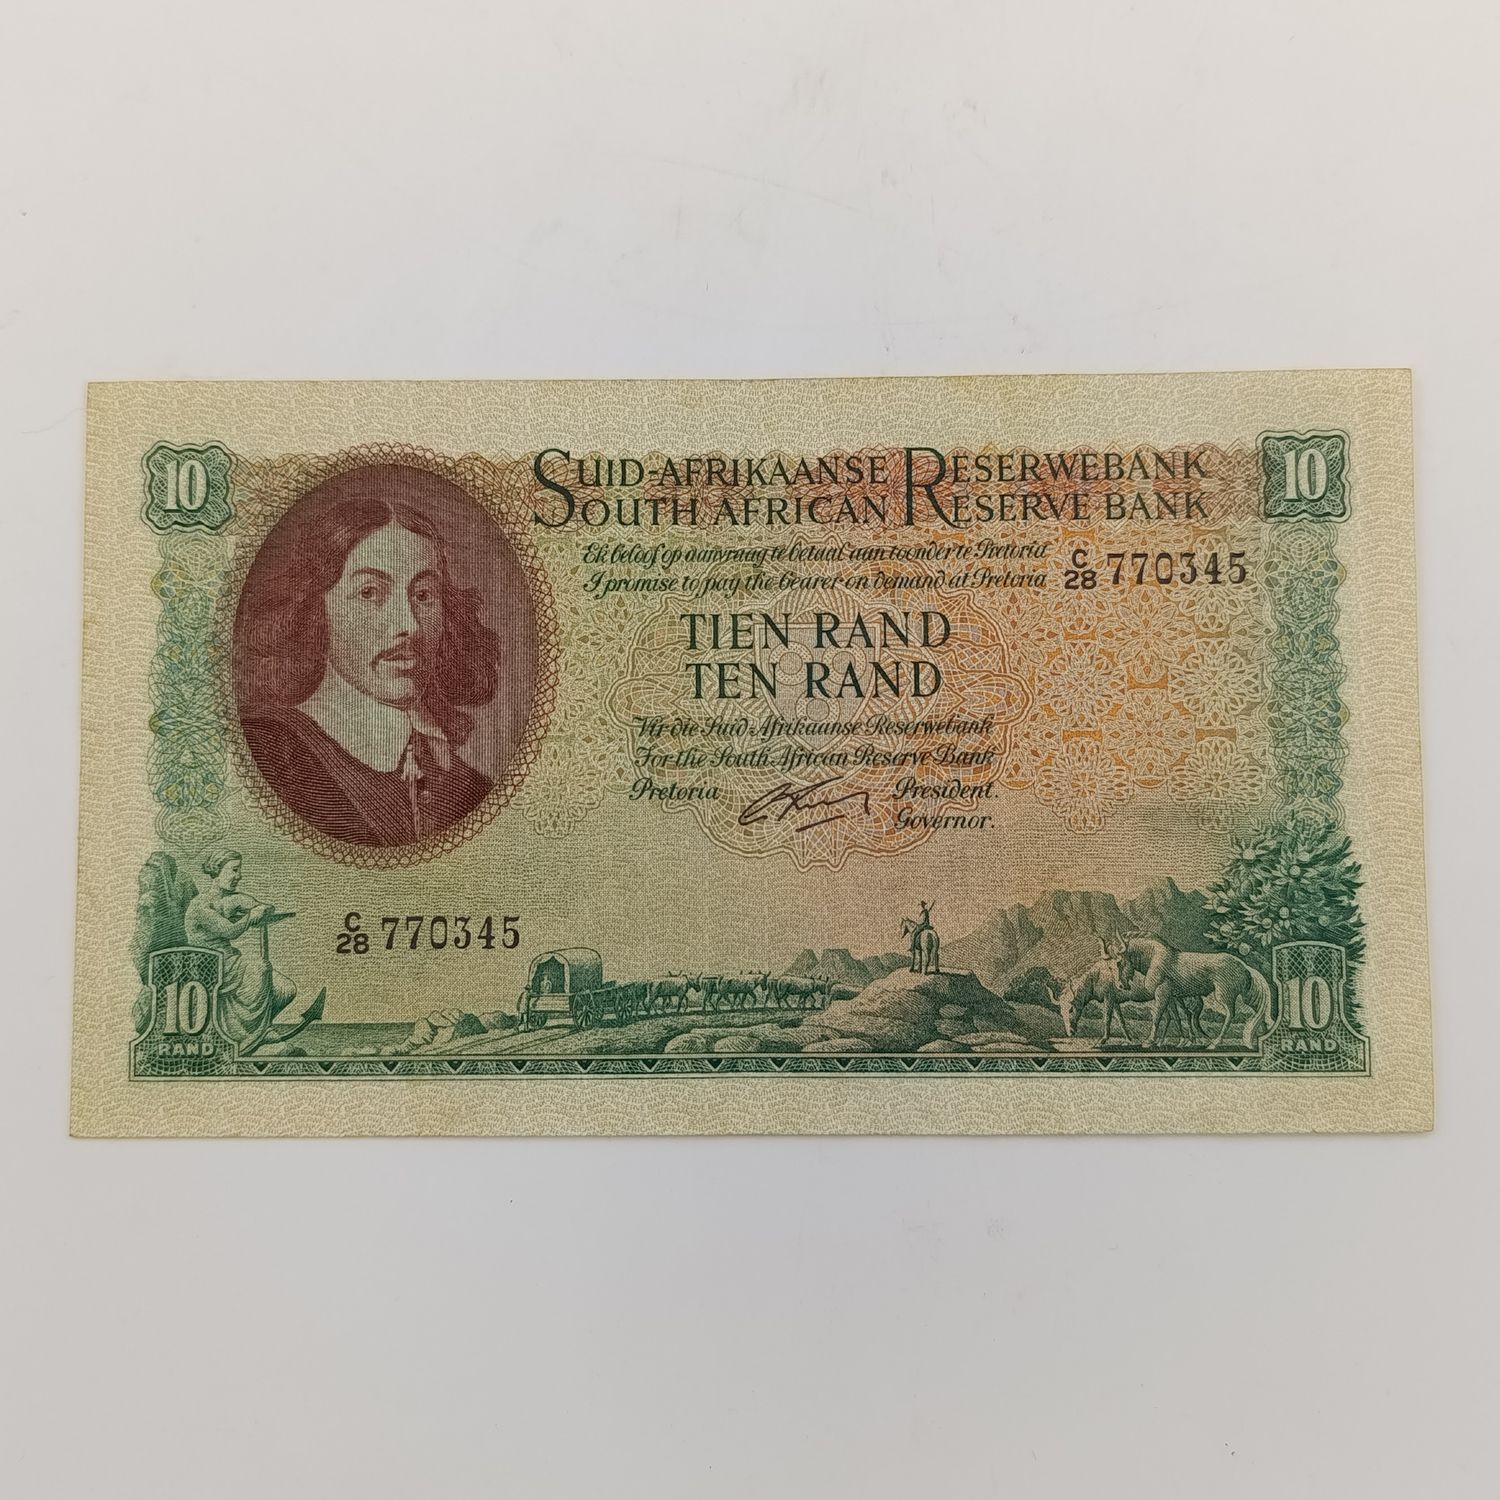 10
SUID-AFRIKAANSE RESERWEBANK
SOUTH AFRICAN RESERVE BANK
10
Ek beloof op aanvraag te betaal aan toonder te Pretoria
I promise to pay the bearer on demand at Pretoria
C/28 770345
TIEN RAND
TEN RAND
Vir die Suid-Afrikaanse Reserwebank
For the South African Reserve Bank
Pretoria
President.
Governor.
C/28 770345
10
RAND
10
RAND